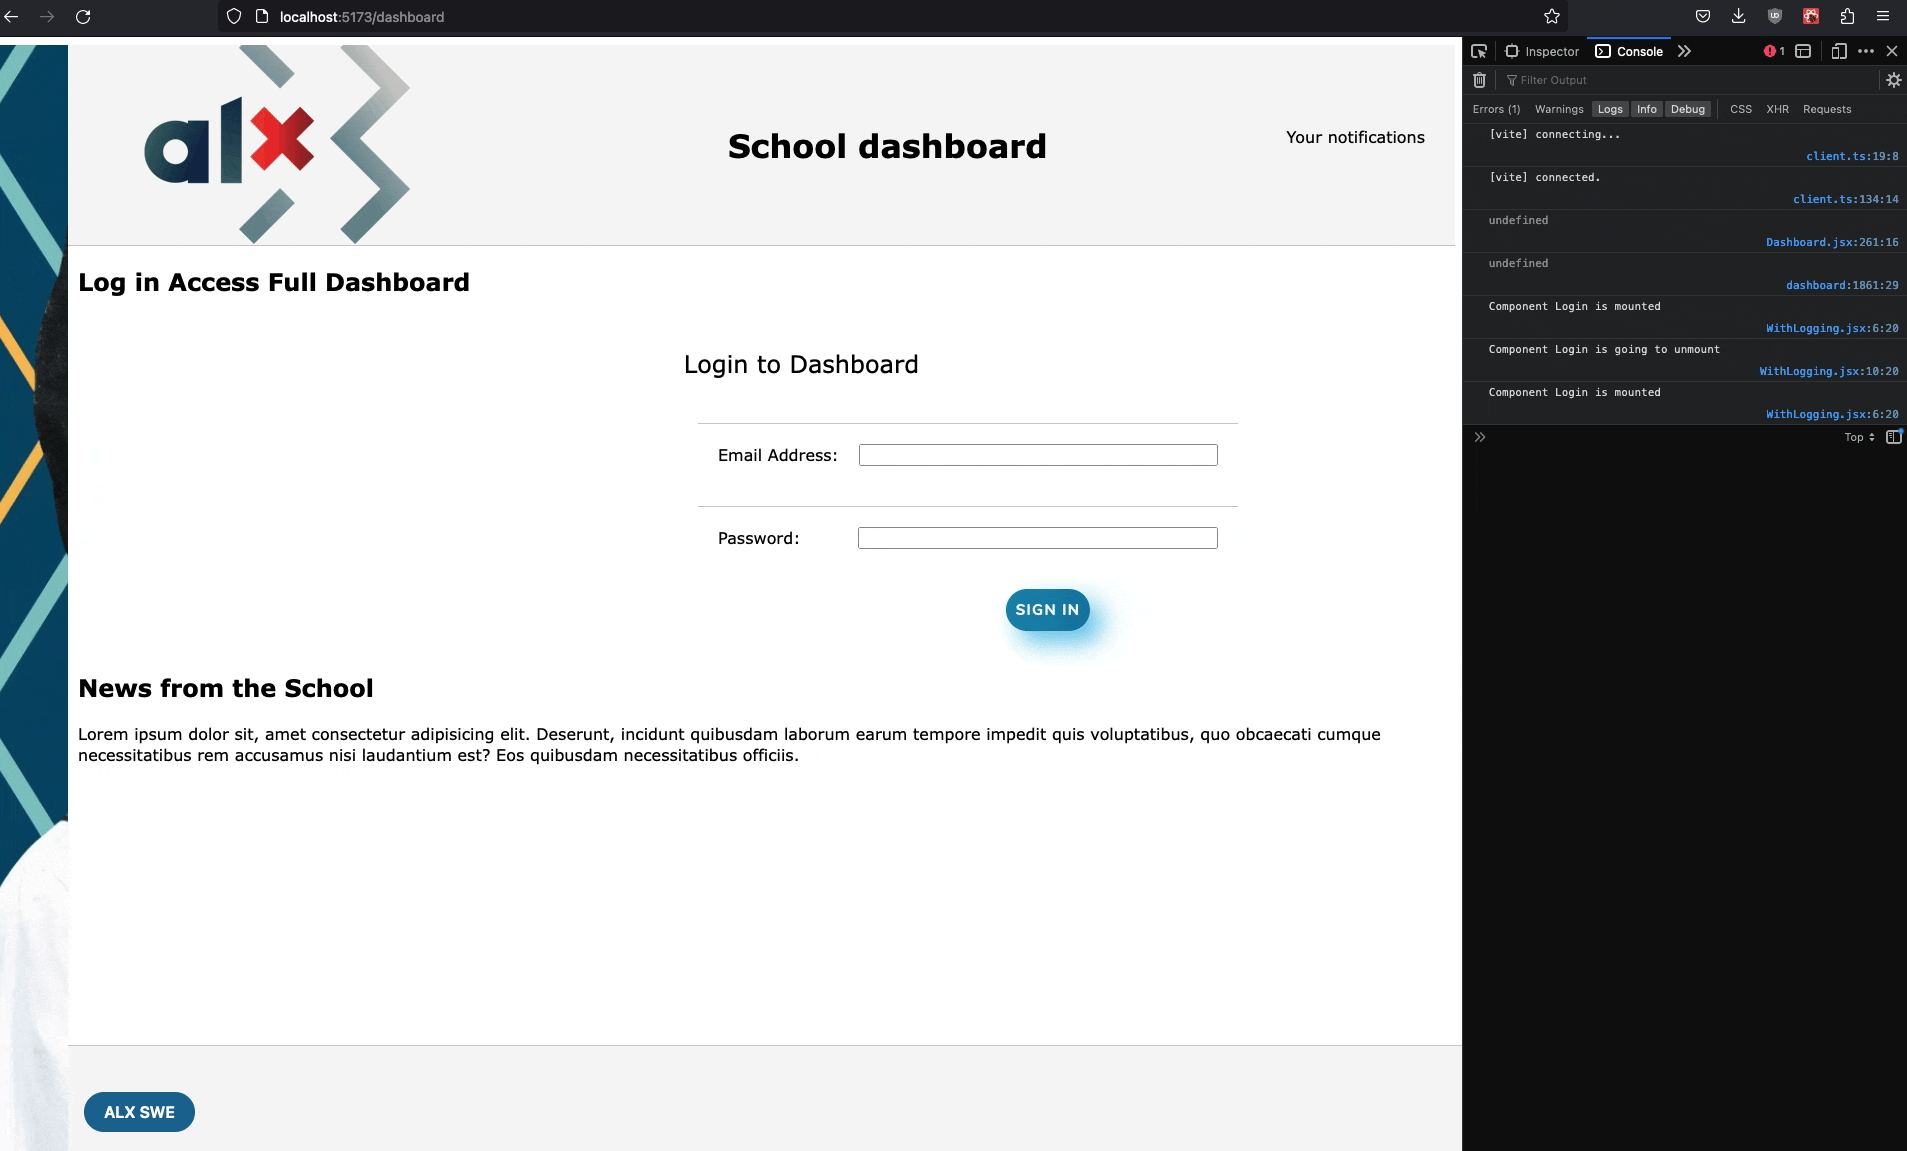 localhost:5173/dashboard
alx
School dashboard
Your notifications
Log in Access Full Dashboard
Login to Dashboard
Email Address:
Password:
SIGN IN
News from the School
Lorem ipsum dolor sit, amet consectetur adipisicing elit. Deserunt, incidunt quibusdam laborum earum tempore impedit quis voluptatibus, quo obcaecati cumque
necessitatibus rem accusamus nisi laudantium est? Eos quibusdam necessitatibus officiis.
ALX SWE
Inspector Console 1
Filter Output
Errors (1) Warnings Logs Info Debug CSS XHR Requests
[vite] connecting...
client.ts:19:8
[vite] connected.
client.ts:134:14
undefined
Dashboard.jsx:261:16
undefined
dashboard:1861:29
Component Login is mounted
WithLogging.jsx:6:20
Component Login is going to unmount
WithLogging.jsx:10:20
Component Login is mounted
WithLogging.jsx:6:20
Top